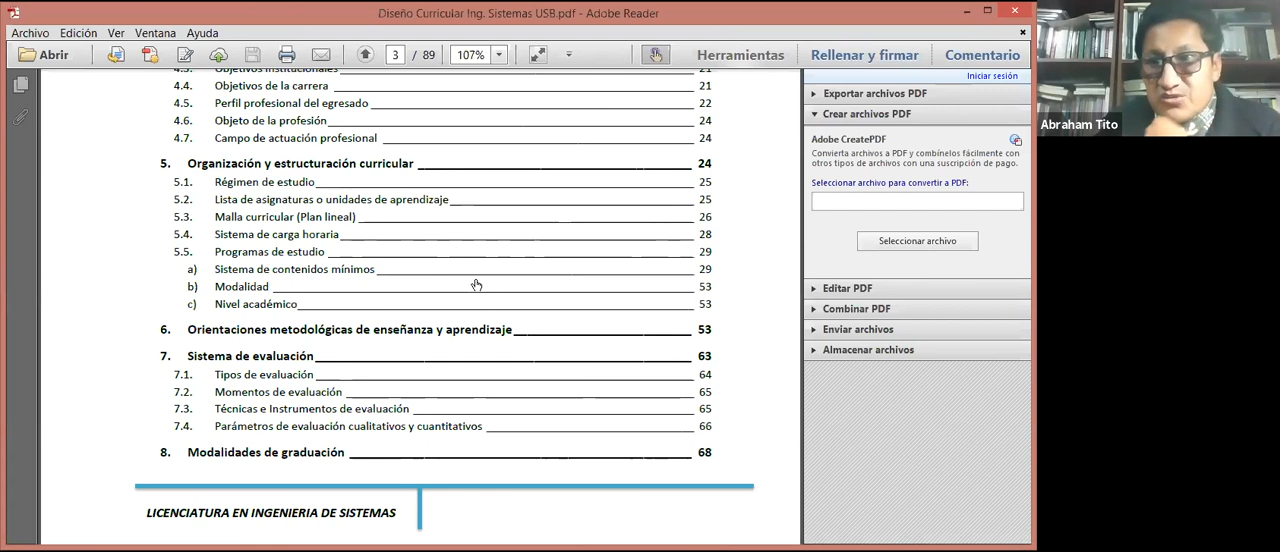 Diseño Curricular Ing. Sistemas USB.pdf - Adobe Reader
Archivo Edición Ver Ventana Ayuda
Abrir 3 / 89 107% Herramientas Rellenar y firmar Comentario
Iniciar sesión
4.3. Objetivos institucionales 21
4.4. Objetivos de la carrera 21
4.5. Perfil profesional del egresado 22
4.6. Objeto de la profesión 24
4.7. Campo de actuación profesional 24
5. Organización y estructuración curricular 24
5.1. Régimen de estudio 25
5.2. Lista de asignaturas o unidades de aprendizaje 25
5.3. Malla curricular (Plan lineal) 26
5.4. Sistema de carga horaria 28
5.5. Programas de estudio 29
a) Sistema de contenidos mínimos 29
b) Modalidad 53
c) Nivel académico 53
6. Orientaciones metodológicas de enseñanza y aprendizaje 53
7. Sistema de evaluación 63
7.1. Tipos de evaluación 64
7.2. Momentos de evaluación 65
7.3. Técnicas e Instrumentos de evaluación 65
7.4. Parámetros de evaluación cualitativos y cuantitativos 66
8. Modalidades de graduación 68
LICENCIATURA EN INGENIERIA DE SISTEMAS
Exportar archivos PDF
Crear archivos PDF
Adobe CreatePDF
Convierta archivos a PDF y combínelos fácilmente con
otros tipos de archivos con una suscripción de pago.
Seleccionar archivo para convertir a PDF:
Seleccionar archivo
Editar PDF
Combinar PDF
Enviar archivos
Almacenar archivos
Abraham Tito